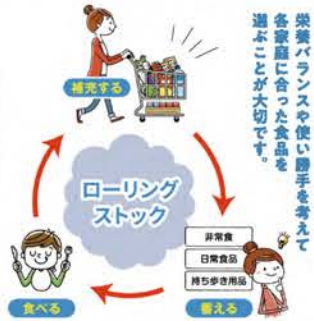 栄養バランスや使い勝手を考えて
各家庭に合った食品を
選ぶことが大切です。
補充する
ローリング
ストック
非常食
日常食品
持ち歩き用品
蓄える
食べる